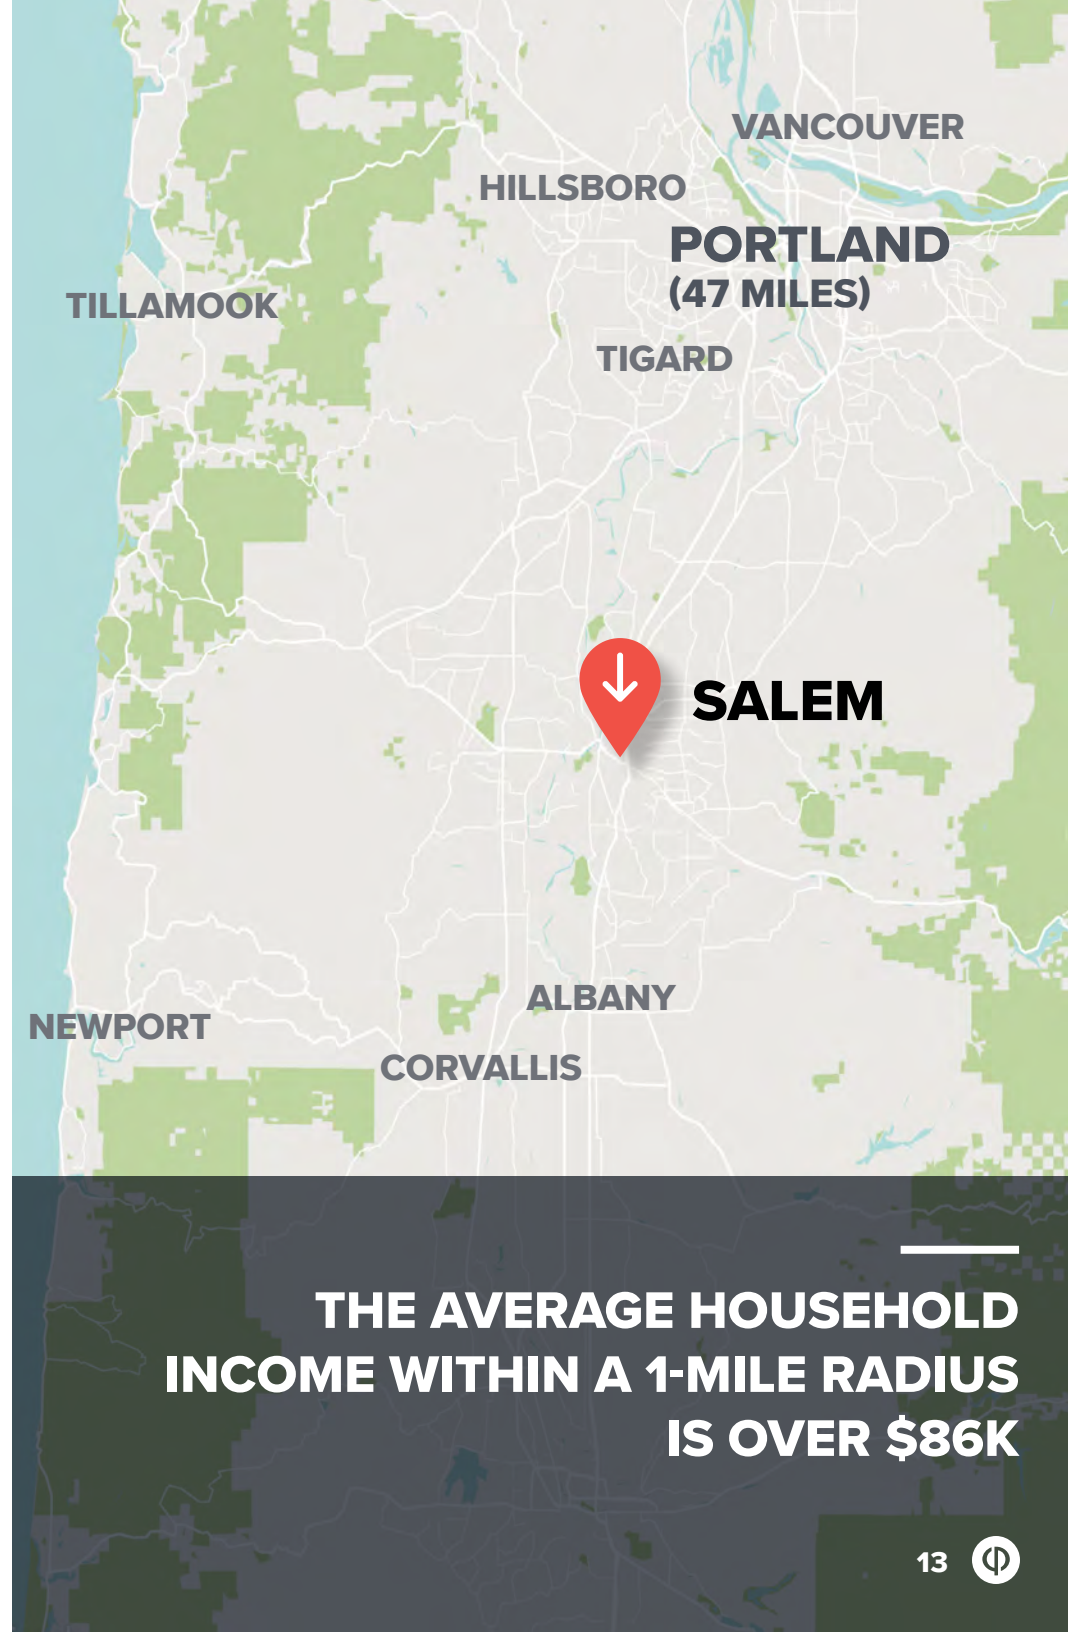 VANCOUVER
HILLSBORO
PORTLAND
(47 MILES)
TILLAMOOK
TIGARD
SALEM
ALBANY
NEWPORT
CORVALLIS
THE AVERAGE HOUSEHOLD
INCOME WITHIN A 1-MILE RADIUS
IS OVER $86K
13